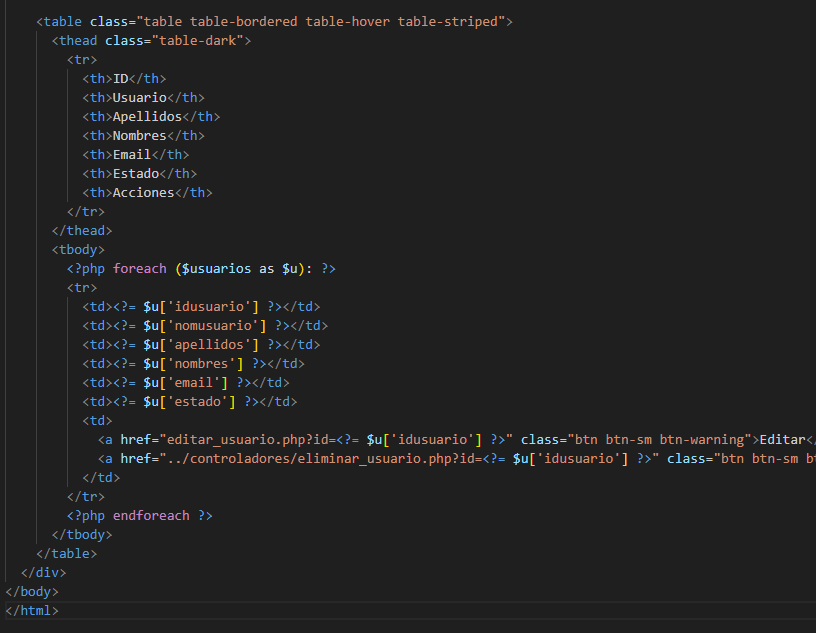 <table class="table table-bordered table-hover table-striped">
<thead class="table-dark">
<tr>
<th>ID</th>
<th>Usuario</th>
<th>Apellidos</th>
<th>Nombres</th>
<th>Email</th>
<th>Estado</th>
<th>Acciones</th>
</tr>
</thead>
<tbody>
<?php foreach ($usuarios as $u): ?>
<tr>
<td><?= $u['idusuario'] ?></td>
<td><?= $u['nomusuario'] ?></td>
<td><?= $u['apellidos'] ?></td>
<td><?= $u['nombres'] ?></td>
<td><?= $u['email'] ?></td>
<td><?= $u['estado'] ?></td>
<td>
<a href="editar_usuario.php?id=<?= $u['idusuario'] ?>" class="btn btn-sm btn-warning">Editar</
<a href="../controladores/eliminar_usuario.php?id=<?= $u['idusuario'] ?>" class="btn btn-sm bt
</td>
</tr>
<?php endforeach ?>
</tbody>
</table>
</div>
</body>
</html>